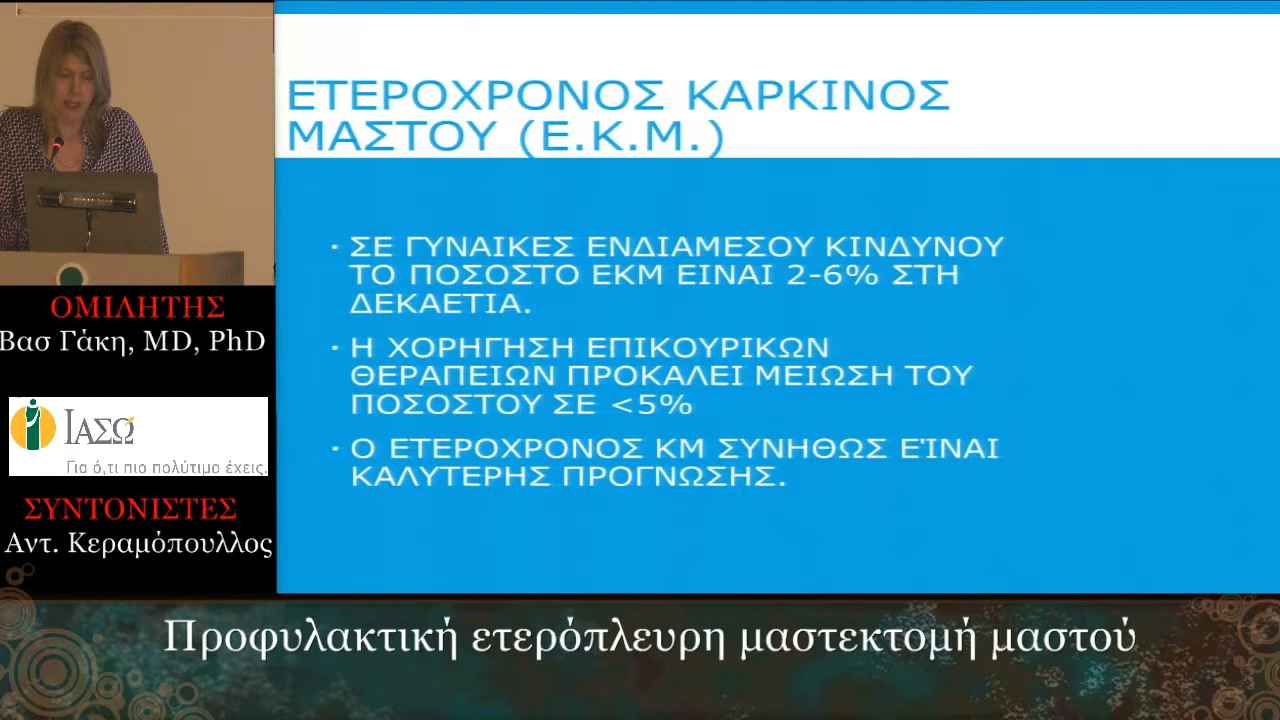 ΕΤΕΡΟΧΡΟΝΟΣ ΚΑΡΚΙΝΟΣ
ΜΑΣΤΟΥ (Ε.Κ.Μ.)
· ΣΕ ΓΥΝΑΙΚΕΣ ΕΝΔΙΑΜΕΣΟΥ ΚΙΝΔΥΝΟΥ
ΤΟ ΠΟΣΟΣΤΟ ΕΚΜ ΕΙΝΑΙ 2-6% ΣΤΗ
ΔΕΚΑΕΤΙΑ.
· Η ΧΟΡΗΓΗΣΗ ΕΠΙΚΟΥΡΙΚΩΝ
ΘΕΡΑΠΕΙΩΝ ΠΡΟΚΑΛΕΙ ΜΕΙΩΣΗ ΤΟΥ
ΠΟΣΟΣΤΟΥ ΣΕ <5%
· Ο ΕΤΕΡΟΧΡΟΝΟΣ ΚΜ ΣΥΝΗΘΩΣ ΕΊΝΑΙ
ΚΑΛΥΤΕΡΗΣ ΠΡΟΓΝΩΣΗΣ.
ΟΜΙΛΗΤΗΣ
Βασ Γάκη, MD, PhD
ΙΑΣΩ
Για ό,τι πιο πολύτιμο έχεις.
ΣΥΝΤΟΝΙΣΤΕΣ
Αντ. Κεραμόπουλλος
Προφυλακτική ετερόπλευρη μαστεκτομή μαστού